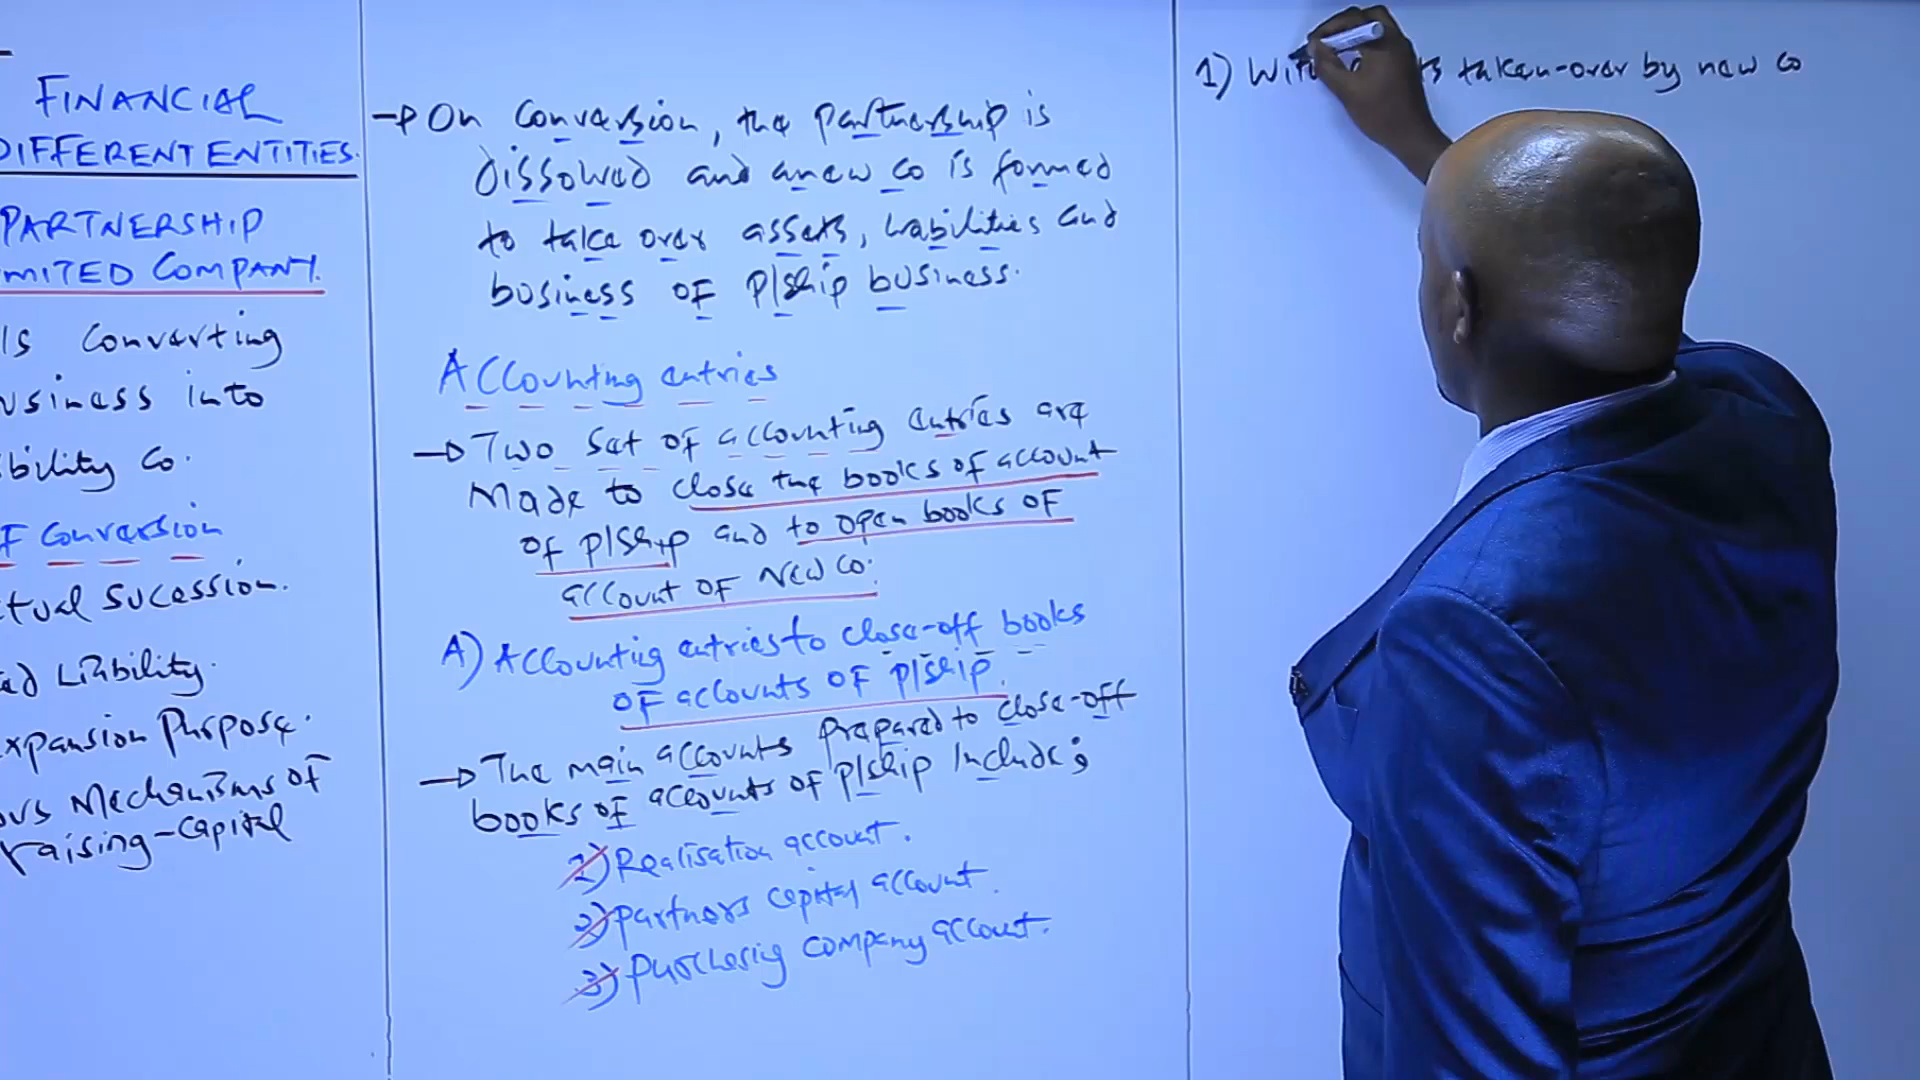 FINANCIAL
DIFFERENT ENTITIES.
PARTNERSHIP
MITED COMPANY.
Is Converting
usiness into
bility Co.
F Conversion
tual Sucession.
ed Liability.
xpansion Purpose.
ous Mechanisms of
raising-capital
→ On Conversion, the partnership is
dissolved and a new co is formed
to take over assets, liabilities and
business of p/ship business.
Accounting entries
→ Two set of accounting entries are
Made to close the books of account
of p/ship and to open books of
account of New Co.
A) Accounting entries to close-off books
of accounts of p/ship.
→ The main accounts prepared to close-off
books of accounts of p/ship include;
1) Realisation account.
2) partners capital account.
3) purchasing company account.
1) With ts taken-over by new co